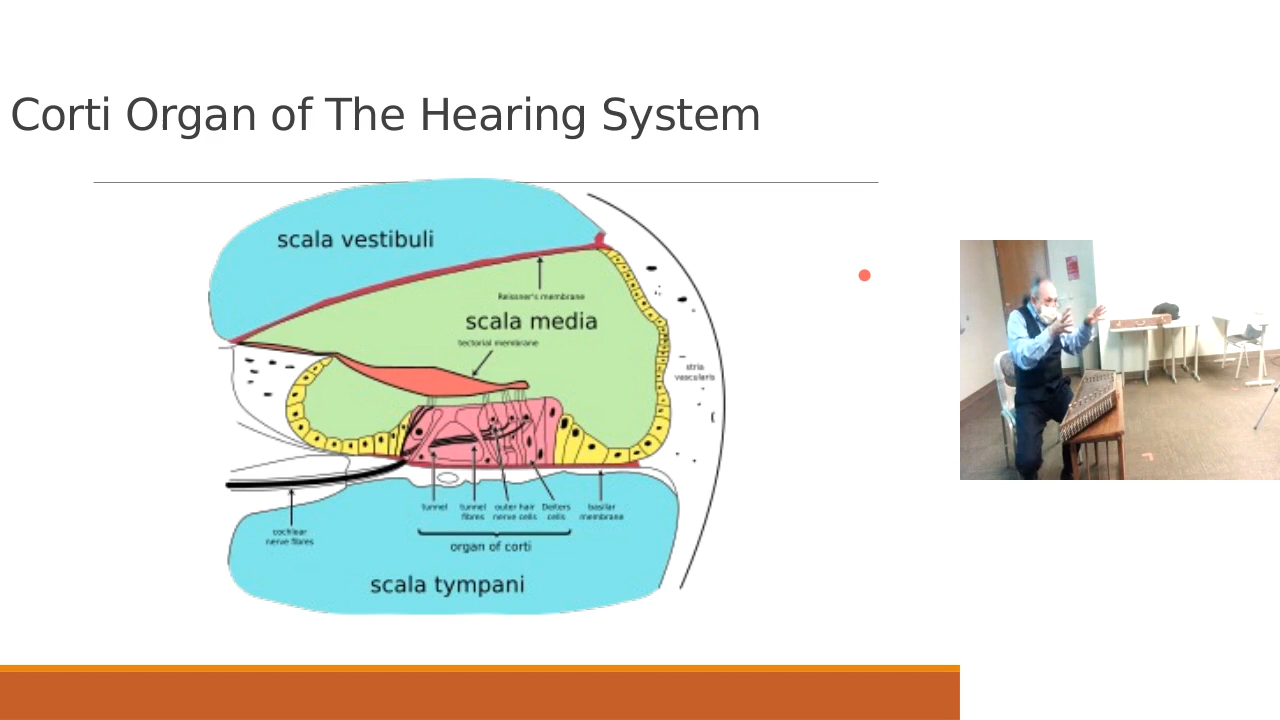 Corti Organ of The Hearing System
scala vestibuli
Reissner's membrane
scala media
tectorial membrane
stria
vascularis
tunnel
tunnel
fibres
outer hair
nerve cells
Deiters
cells
basilar
membrane
cochlear
nerve fibres
organ of corti
scala tympani